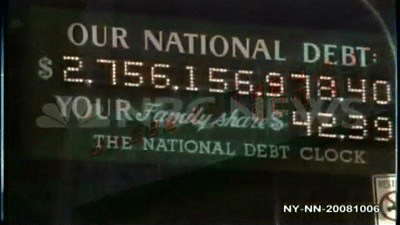 OUR NATIONAL DEBT:
$2,756,156,978,40
YOUR Family share $ 42,39
THE NATIONAL DEBT CLOCK
NBC NEWS
NY-NN-20081006